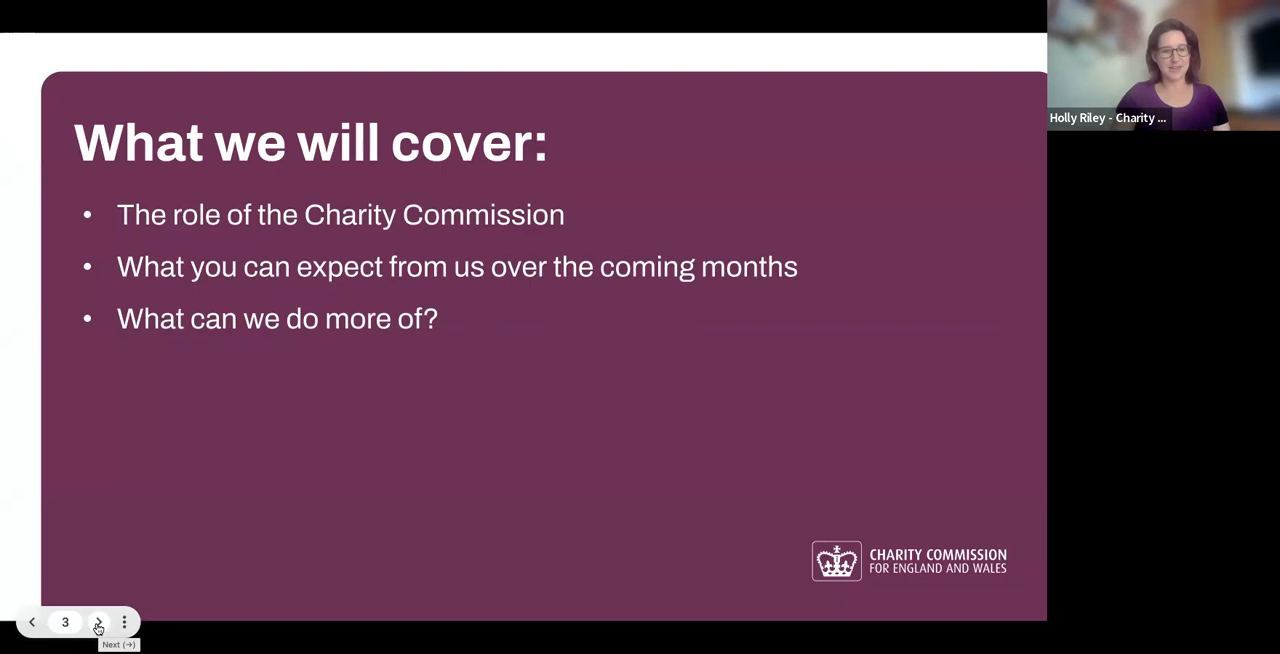 What we will cover:
• The role of the Charity Commission
• What you can expect from us over the coming months
• What can we do more of?
CHARITY COMMISSION
FOR ENGLAND AND WALES
Holly Riley - Charity ...
3
Next (→)